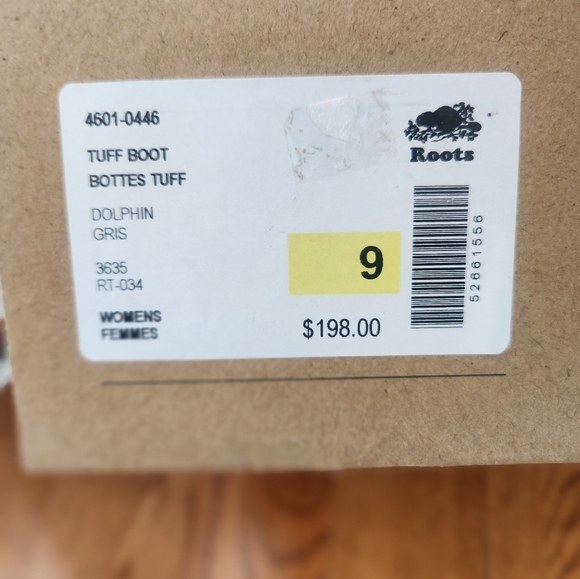 4601-0446
TUFF BOOT
BOTTES TUFF
DOLPHIN
GRIS
3635
RT-034
WOMENS
FEMMES
Roots
9
$198.00
52661556